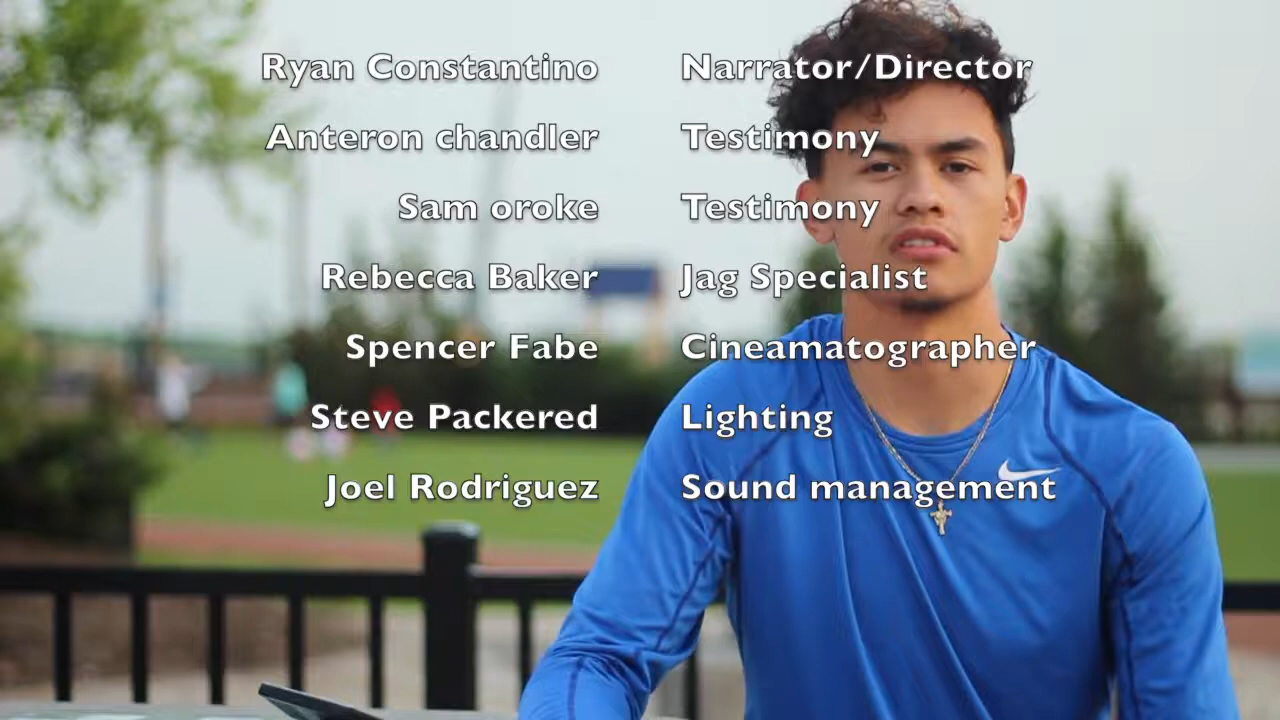 Ryan Constantino Narrator/Director
Anteron chandler Testimony
Sam oroke Testimony
Rebecca Baker Jag Specialist
Spencer Fabe Cineamatographer
Steve Packered Lighting
Joel Rodriguez Sound management